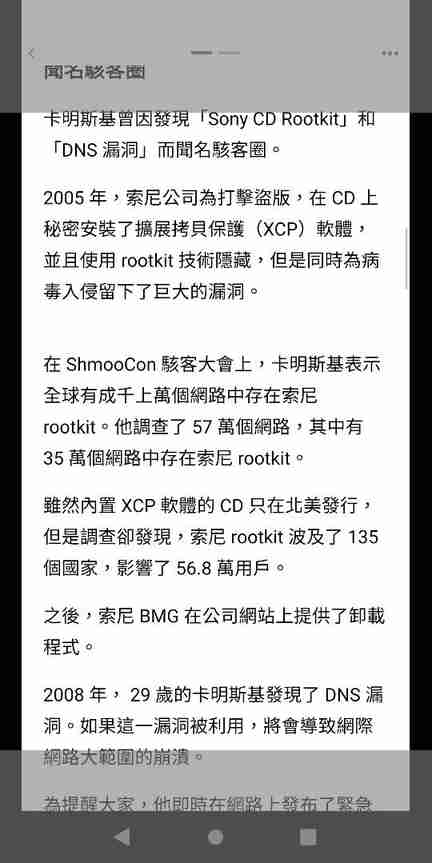 聞名駭客圈
卡明斯基曾因發現「Sony CD Rootkit」和
「DNS 漏洞」而聞名駭客圈。
2005 年，索尼公司為打擊盜版，在 CD 上
秘密安裝了擴展拷貝保護（XCP）軟體，
並且使用 rootkit 技術隱藏，但是同時為病
毒入侵留下了巨大的漏洞。
在 ShmooCon 駭客大會上，卡明斯基表示
全球有成千上萬個網路中存在索尼
rootkit。他調查了 57 萬個網路，其中有
35 萬個網路中存在索尼 rootkit。
雖然內置 XCP 軟體的 CD 只在北美發行，
但是調查卻發現，索尼 rootkit 波及了 135
個國家，影響了 56.8 萬用戶。
之後，索尼 BMG 在公司網站上提供了卸載
程式。
2008 年， 29 歲的卡明斯基發現了 DNS 漏
洞。如果這一漏洞被利用，將會導致網際
網路大範圍的崩潰。
為提醒大家，他即時在網路上發布了緊急